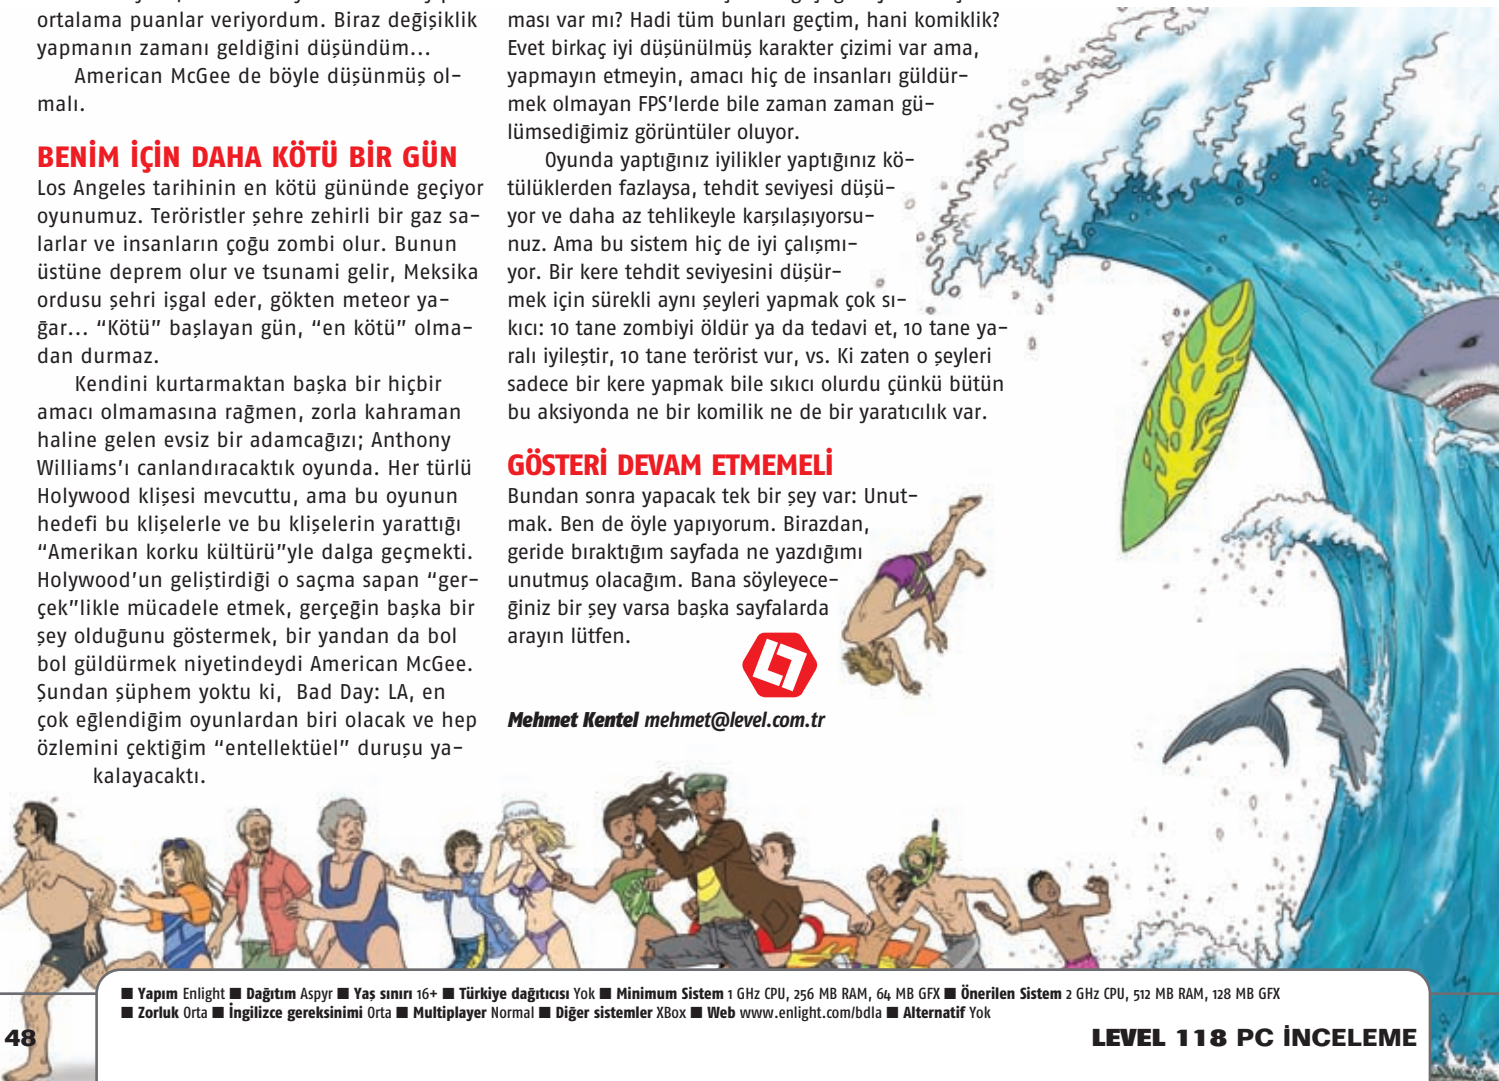 ortalama puanlar veriyordum. Biraz değişiklik
yapmanın zamanı geldiğini düşündüm...
American McGee de böyle düşünmüş ol-
malı.
BENİM İÇİN DAHA KÖTÜ BİR GÜN
Los Angeles tarihinin en kötü gününde geçiyor
oyunumuz. Teröristler şehre zehirli bir gaz sa-
larlar ve insanların çoğu zombi olur. Bunun
üstüne deprem olur ve tsunami gelir, Meksika
ordusu şehri işgal eder, gökten meteor ya-
ğar... “Kötü” başlayan gün, “en kötü” olma-
dan durmaz.
Kendini kurtarmaktan başka bir hiçbir
amacı olmamasına rağmen, zorla kahraman
haline gelen evsiz bir adamcağızı; Anthony
Williams’ı canlandıracaktık oyunda. Her türlü
Holywood klişesi mevcuttu, ama bu oyunun
hedefi bu klişelerle ve bu klişelerin yarattığı
“Amerikan korku kültürü”yle dalga geçmekti.
Holywood’un geliştirdiği o saçma sapan “ger-
çek”likle mücadele etmek, gerçeğin başka bir
şey olduğunu göstermek, bir yandan da bol
bol güldürmek niyetindeydi American McGee.
Şundan şüphem yoktu ki, Bad Day: LA, en
çok eğlendiğim oyunlardan biri olacak ve hep
özlemini çektiğim “entellektüel” duruşu ya-
kalayacaktı.
ması var mı? Hadi tüm bunları geçtim, hani komiklik?
Evet birkaç iyi düşünülmüş karakter çizimi var ama,
yapmayın etmeyin, amacı hiç de insanları güldür-
mek olmayan FPS’lerde bile zaman zaman gü-
lümsediğimiz görüntüler oluyor.
Oyunda yaptığınız iyilikler yaptığınız kö-
tülüklerden fazlaysa, tehdit seviyesi düşü-
yor ve daha az tehlikeyle karşılaşıyorsu-
nuz. Ama bu sistem hiç de iyi çalışmı-
yor. Bir kere tehdit seviyesini düşür-
mek için sürekli aynı şeyleri yapmak çok sı-
kıcı: 10 tane zombiyi öldür ya da tedavi et, 10 tane ya-
ralı iyileştir, 10 tane terörist vur, vs. Ki zaten o şeyleri
sadece bir kere yapmak bile sıkıcı olurdu çünkü bütün
bu aksiyonda ne bir komilik ne de bir yaratıcılık var.
GÖSTERİ DEVAM ETMEMELİ
Bundan sonra yapacak tek bir şey var: Unut-
mak. Ben de öyle yapıyorum. Birazdan,
geride bıraktığım sayfada ne yazdığımı
unutmuş olacağım. Bana söyleyece-
ğiniz bir şey varsa başka sayfalarda
arayın lütfen.
Mehmet Kentel mehmet@level.com.tr
■ Yapım Enlight ■ Dağıtım Aspyr ■ Yaş sınırı 16+ ■ Türkiye dağıtıcısı Yok ■ Minimum Sistem 1 GHz CPU, 256 MB RAM, 64 MB GFX ■ Önerilen Sistem 2 GHz CPU, 512 MB RAM, 128 MB GFX
■ Zorluk Orta ■ İngilizce gereksinimi Orta ■ Multiplayer Normal ■ Diğer sistemler XBox ■ Web www.enlight.com/bdla ■ Alternatif Yok
48
LEVEL 118 PC İNCELEME